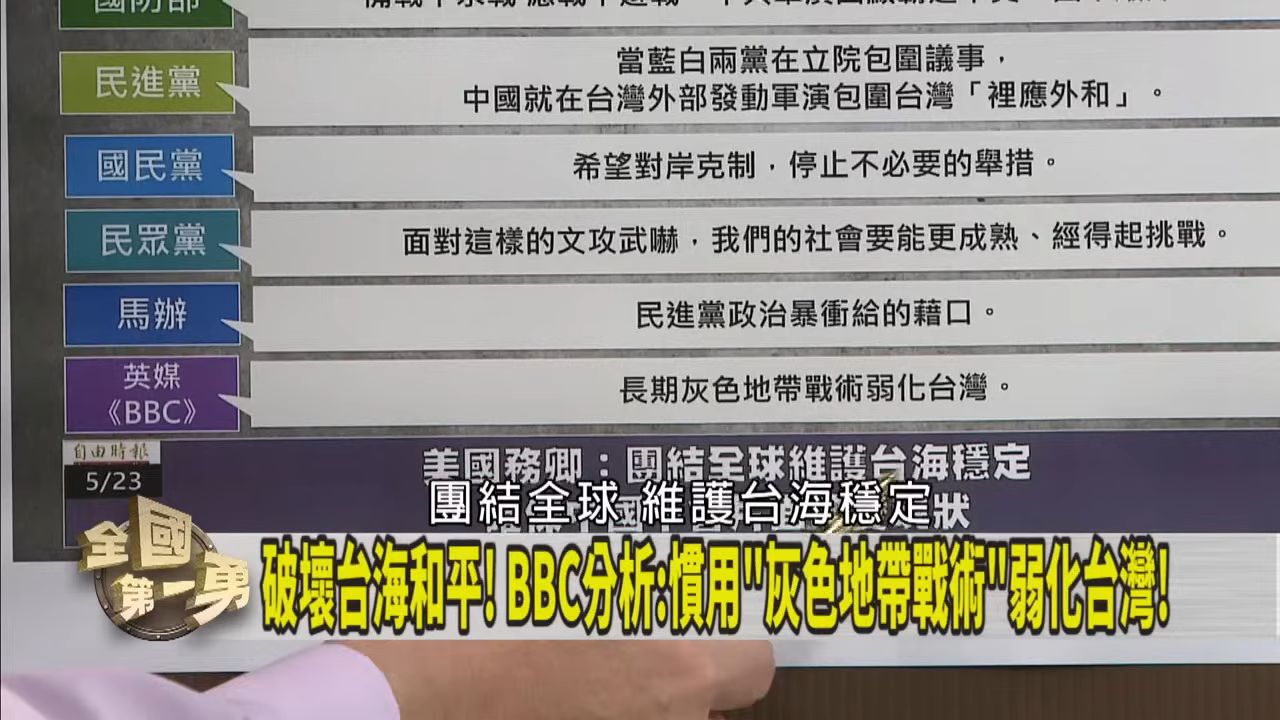 國防部
民進黨
當藍白兩黨在立院包圍議事，
中國就在台灣外部發動軍演包圍台灣「裡應外和」。
國民黨
希望對岸克制，停止不必要的舉措。
民眾黨
面對這樣的文攻武嚇，我們的社會要能更成熟、經得起挑戰。
馬辦
民進黨政治暴衝給的藉口。
英媒
《BBC》
長期灰色地帶戰術弱化台灣。
自由時報
5/23
美國務卿：團結全球維護台海穩定
團結全球 維護台海穩定
狀
全國第一勇
破壞台海和平! BBC分析:慣用"灰色地帶戰術"弱化台灣!